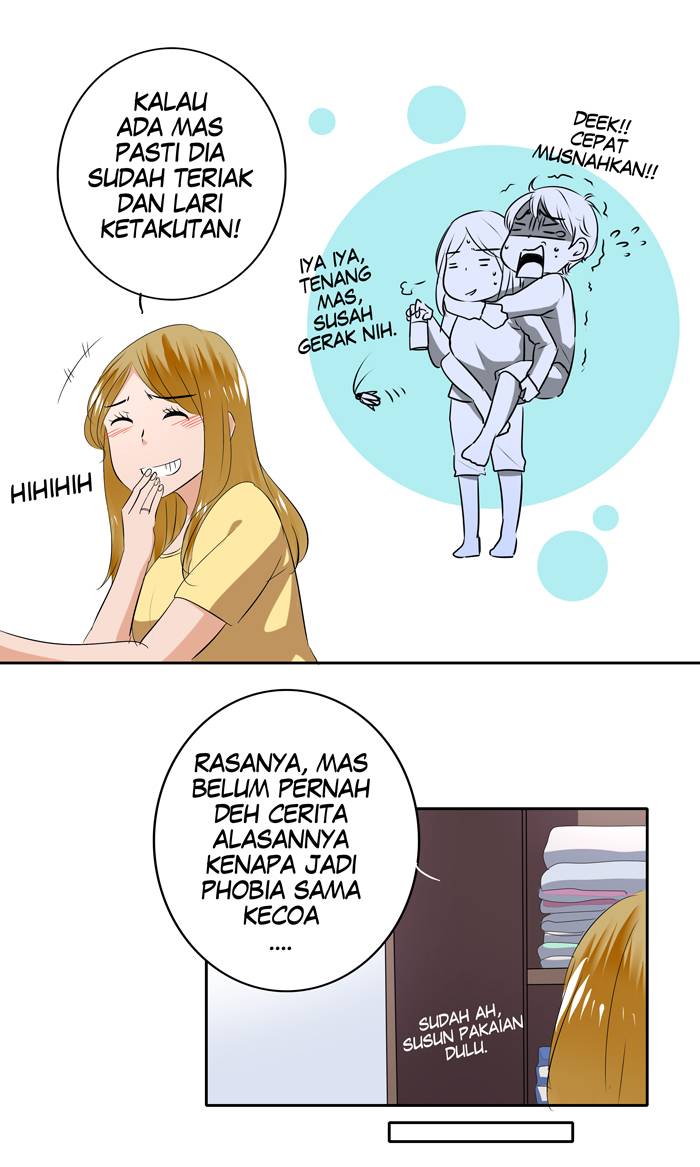 KALAU
ADA MAS
PASTI DIA
SUDAH TERIAK
DAN LARI
KETAKUTAN!
DEEK!!
CEPAT
MUSNAHKAN!!
IYA IYA,
TENANG
MAS,
SUSAH
GERAK NIH.
HIHIHIH
RASANYA, MAS
BELUM PERNAH
DEH CERITA
ALASANNYA
KENAPA JADI
PHOBIA SAMA
KECOA
....
SUDAH AH,
SUSUN PAKAIAN
DULU.